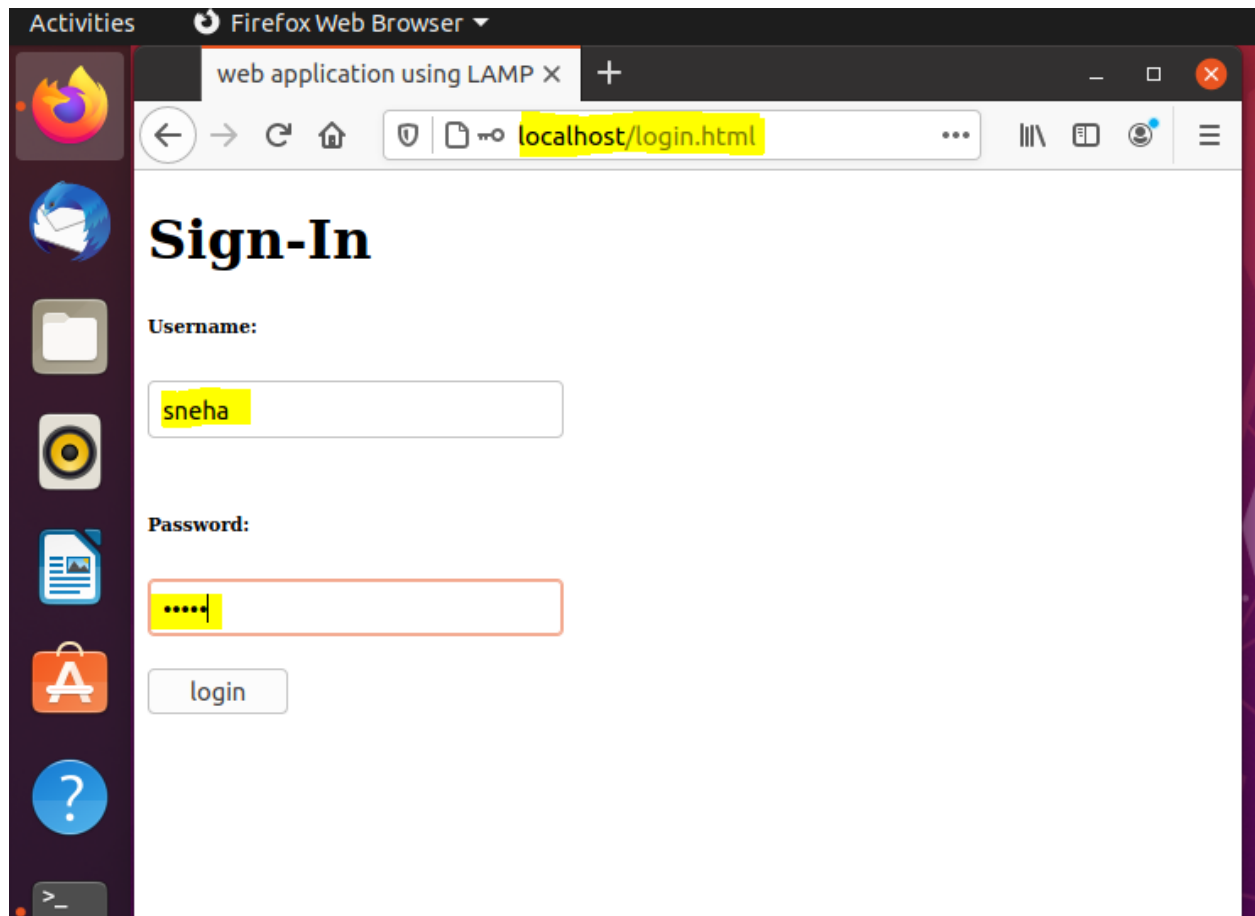 Activities Firefox Web Browser
web application using LAMP
localhost/login.html
Sign-In
Username:
sneha
Password:
•••••
login